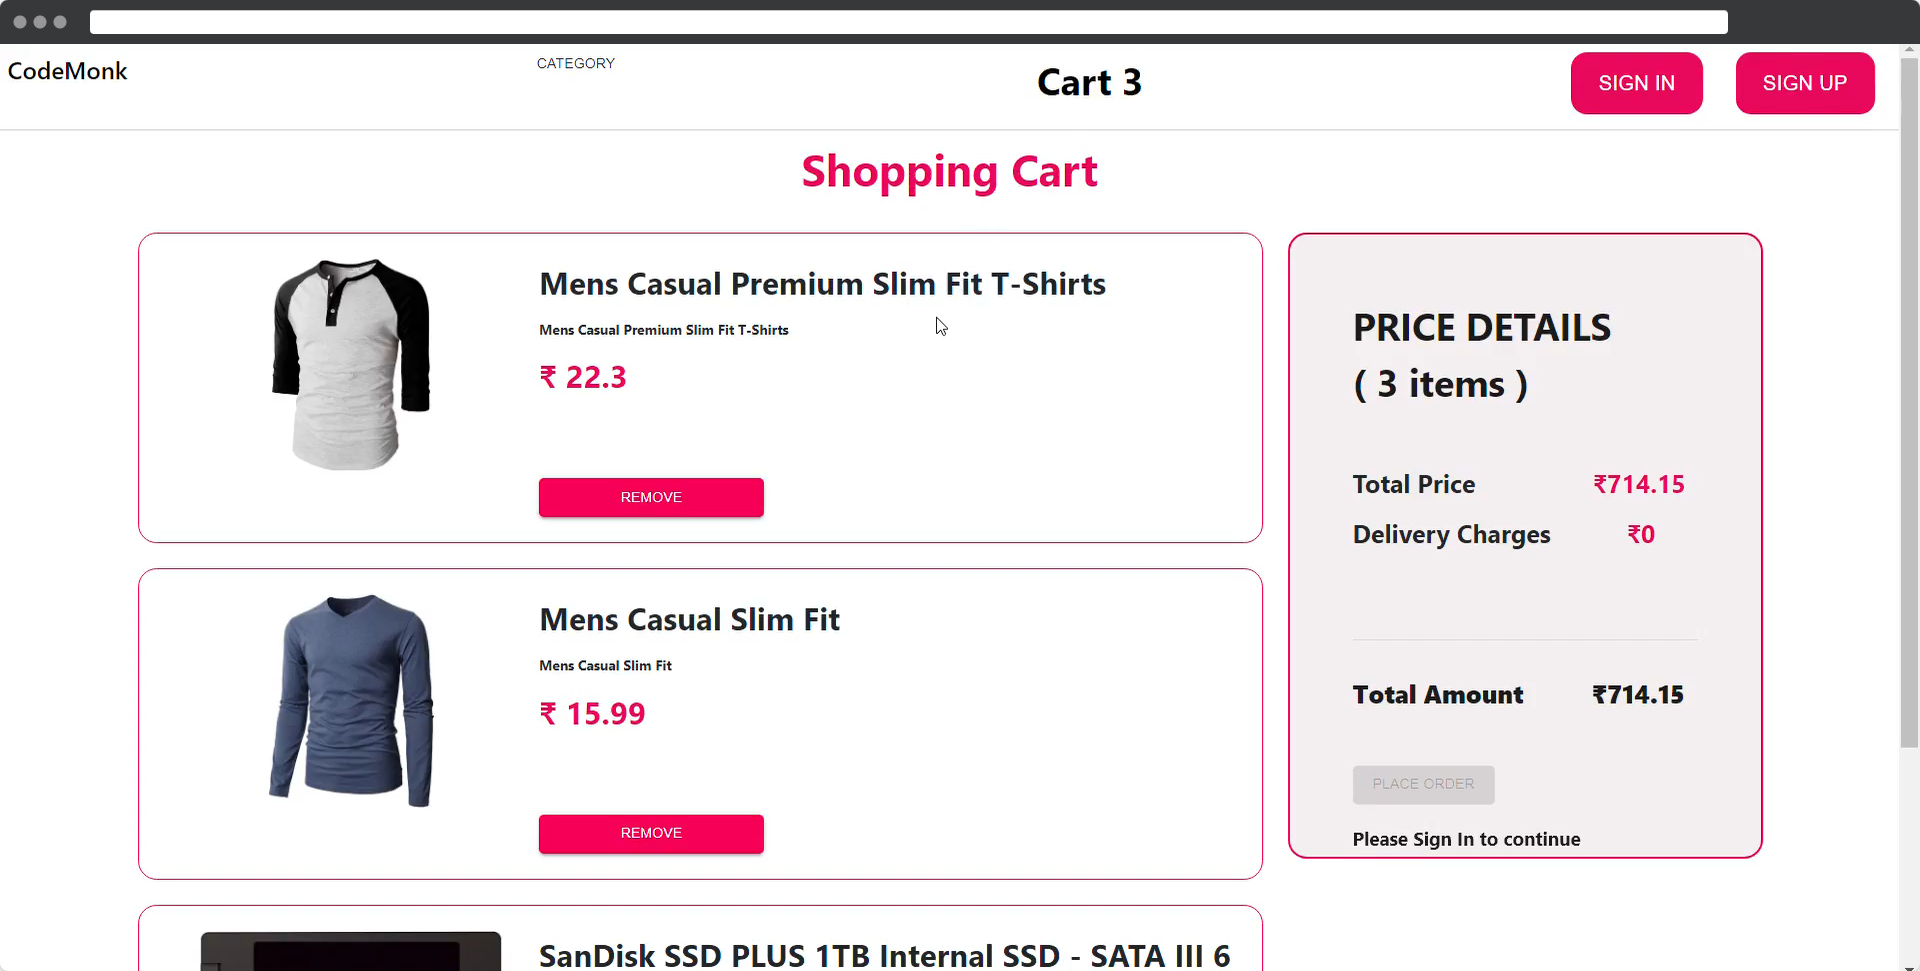 CodeMonk
CATEGORY
Cart 3
SIGN IN
SIGN UP
Shopping Cart
Mens Casual Premium Slim Fit T-Shirts
Mens Casual Premium Slim Fit T-Shirts
₹ 22.3
REMOVE
Mens Casual Slim Fit
Mens Casual Slim Fit
₹ 15.99
REMOVE
SanDisk SSD PLUS 1TB Internal SSD - SATA III 6
PRICE DETAILS
( 3 items )
Total Price ₹714.15
Delivery Charges ₹0
Total Amount ₹714.15
PLACE ORDER
Please Sign In to continue